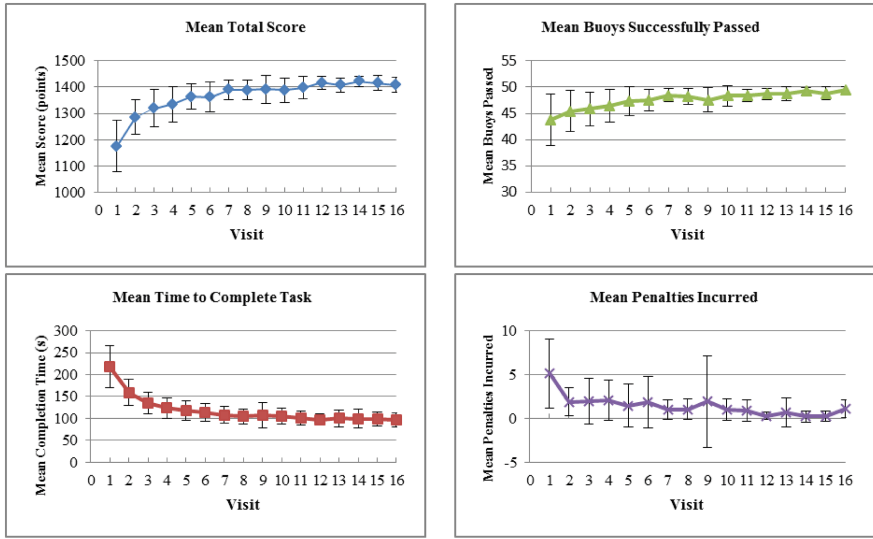 Mean Total Score
Mean Score (points)
1500
1400
1300
1200
1100
1000
0 1 2 3 4 5 6 7 8 9 10 11 12 13 14 15 16
Visit
Mean Buoys Successfully Passed
Mean Buoys Passed
55
50
45
40
35
30
0 1 2 3 4 5 6 7 8 9 10 11 12 13 14 15 16
Visit
Mean Time to Complete Task
Mean Completion Time (s)
300
250
200
150
100
50
0
0 1 2 3 4 5 6 7 8 9 10 11 12 13 14 15 16
Visit
Mean Penalties Incurred
Mean Penalties Incurred
10
5
0
-5
0 1 2 3 4 5 6 7 8 9 10 11 12 13 14 15 16
Visit